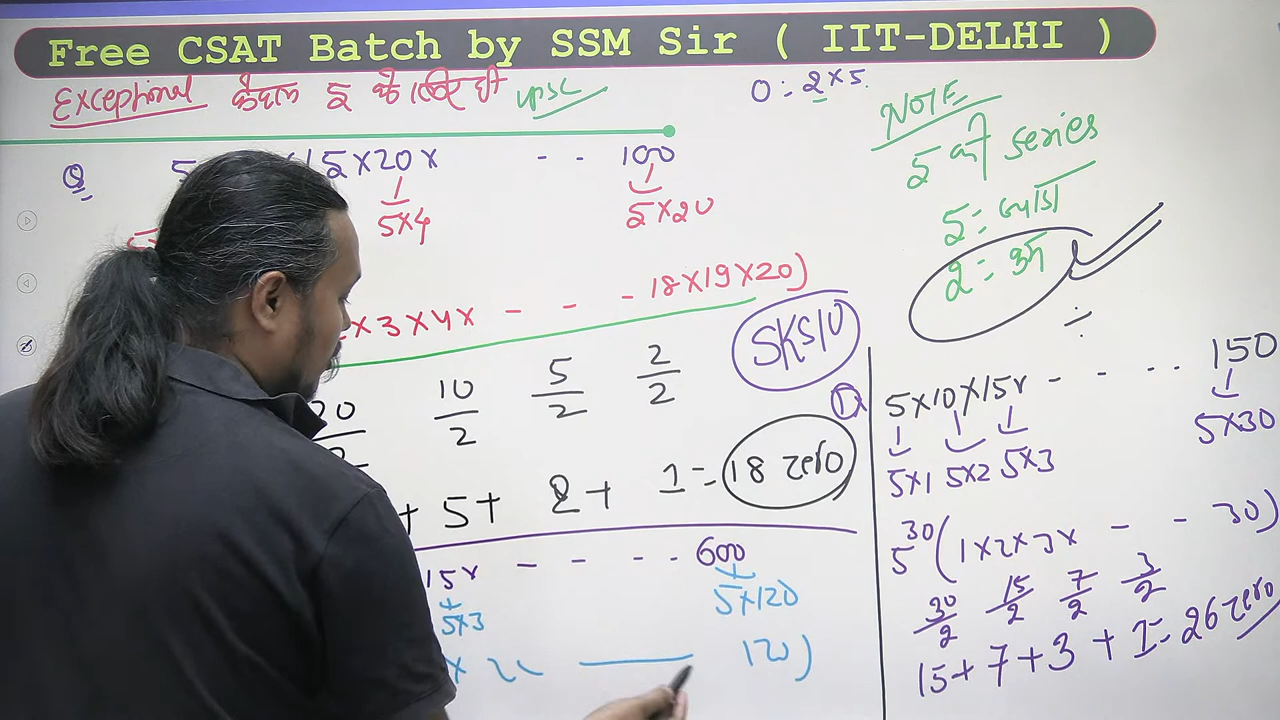 Free CSAT Batch by SSM Sir ( IIT-DELHI )
Exceptional केवल 5 के लिए ही UPSC
0 : 2×5
NOTE
5 की series
5 : ज्यादा
2 : कम
÷
Q 5 15×20× - - 100
5×4 5×20
×3×4× - - - 18×19×20)
20/2 10/2 5/2 2/2
+ 5 + 2 + 1 = 18 zero
SKS10
Q 5×10×15× - - - - 150
5×1 5×2 5×3 5×30
5^30 (1×2×3× - - 30)
30/2 15/2 7/2 3/2
15+7+3+1=26 zero
15× - - - - 600
5×3 5×120
120)